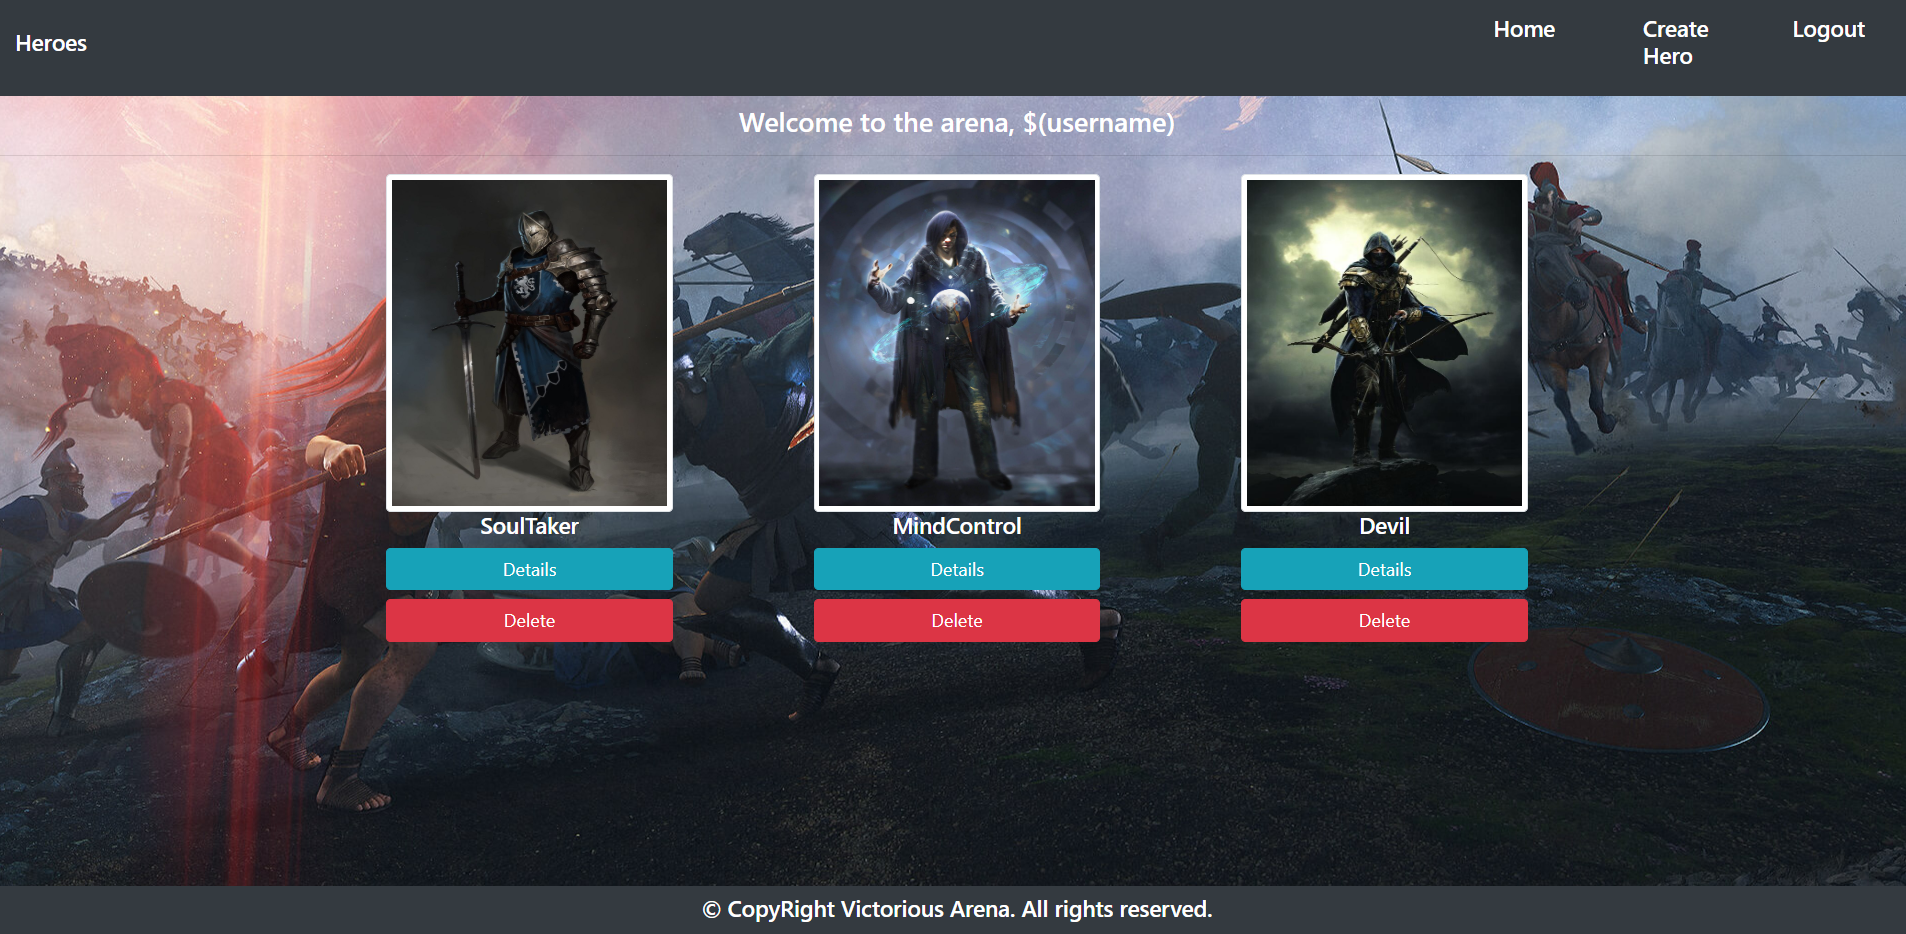 Heroes
Home
Create
Hero
Logout
Welcome to the arena, $(username)
SoulTaker
MindControl
Devil
Details
Details
Details
Delete
Delete
Delete
© CopyRight Victorious Arena. All rights reserved.